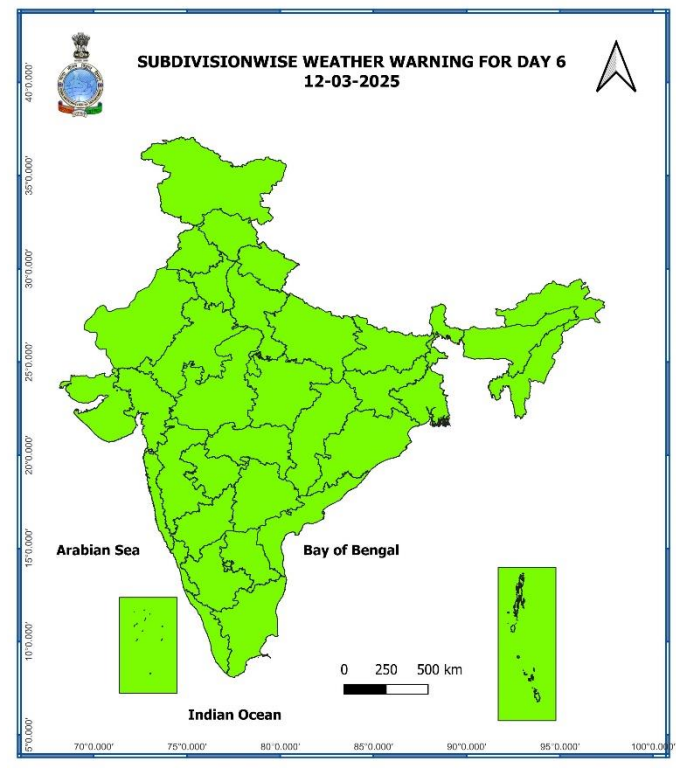 SUBDIVISIONWISE WEATHER WARNING FOR DAY 6
12-03-2025
40°0.000'
35°0.000'
30°0.000'
25°0.000'
20°0.000'
15°0.000'
10°0.000'
5°0.000'
Arabian Sea
Bay of Bengal
0 250 500 km
Indian Ocean
70°0.000' 75°0.000' 80°0.000' 85°0.000' 90°0.000' 95°0.000' 100°0.000'